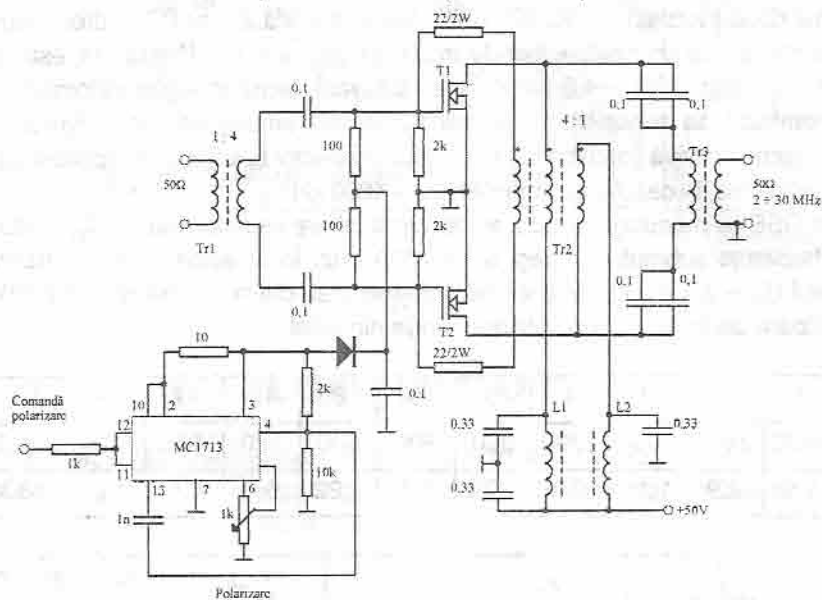 22/2W
T1
0,1
0,1
0,1
1 : 4
100
2k
4 : 1
Tr3
50Ω
50Ω
2 ÷ 30 MHz
Tr1
100
2k
Tr2
0,1
0,1
0,1
T2
22/2W
10
2k
0,1
L1
L2
Comandă
polarizare
10
2
3
0,33
0,33
12
4
MC1713
1k
11
10k
0,33
13
7
6
1n
1k
+50V
Polarizare